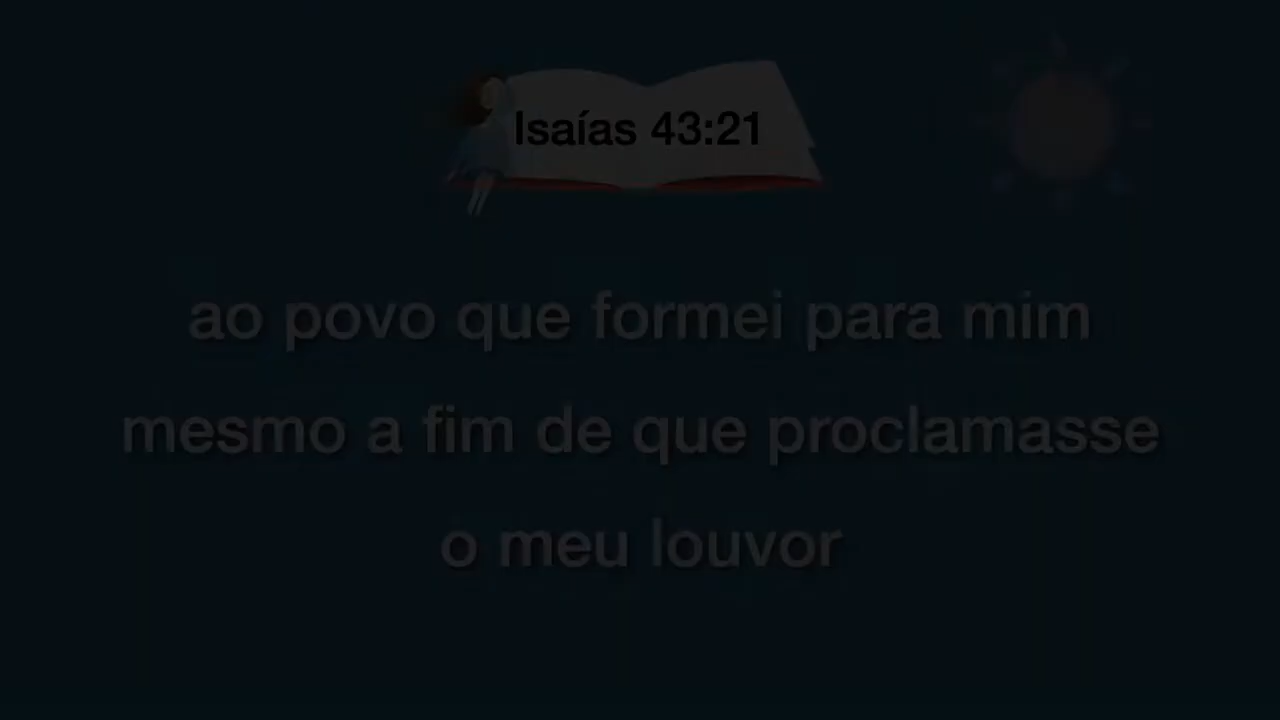 Isaías 43:21
ao povo que formei para mim
mesmo a fim de que proclamasse
o meu louvor